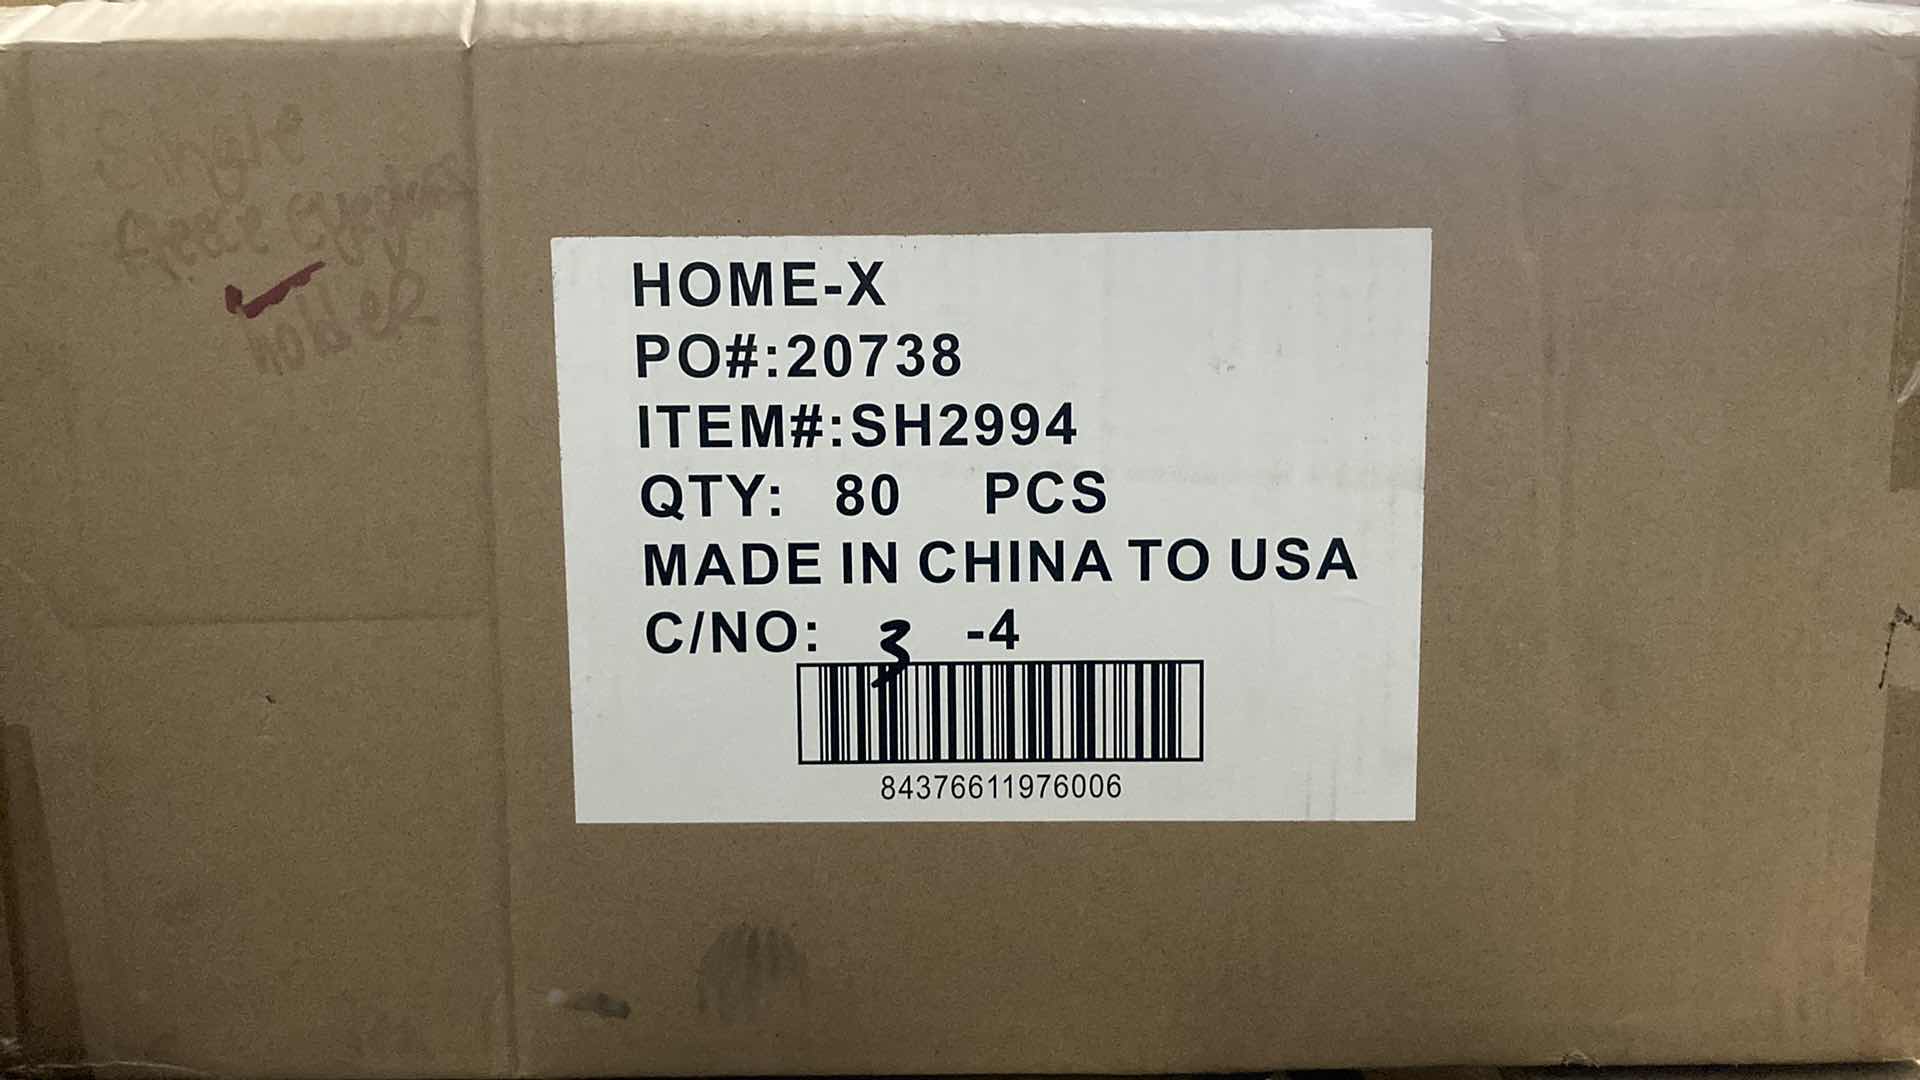 Single
fleece Eyeglass
holder
HOME-X
PO#:20738
ITEM#:SH2994
QTY: 80 PCS
MADE IN CHINA TO USA
C/NO: 3 -4
84376611976006